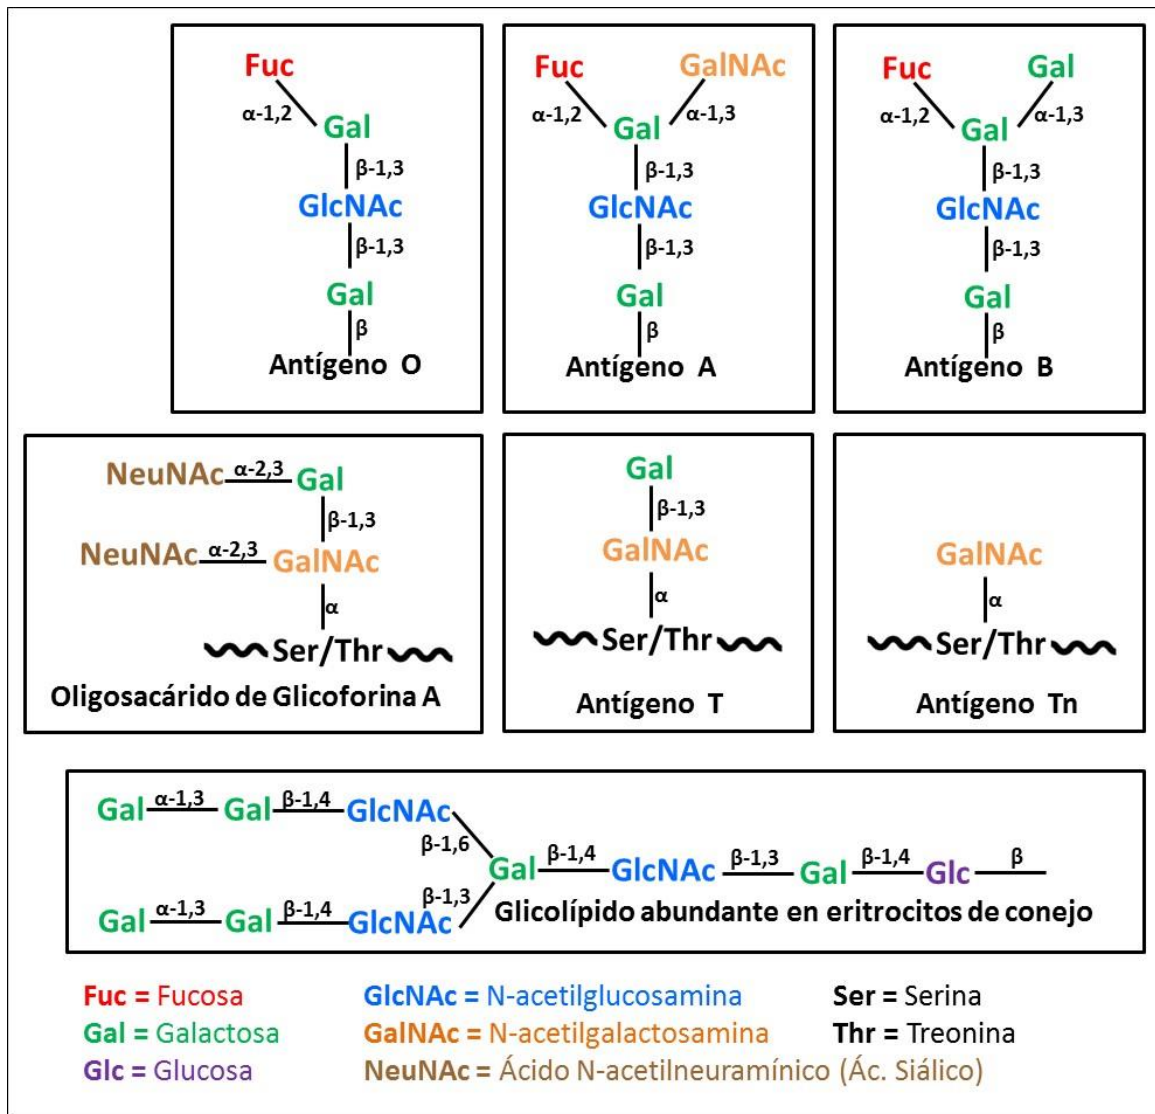 Fuc
α-1,2
Gal
β-1,3
GlcNAc
β-1,3
Gal
β
Antígeno O
Fuc GalNAc
α-1,2 α-1,3
Gal
β-1,3
GlcNAc
β-1,3
Gal
β
Antígeno A
Fuc Gal
α-1,2 α-1,3
Gal
β-1,3
GlcNAc
β-1,3
Gal
β
Antígeno B
NeuNAc α-2,3 Gal
β-1,3
NeuNAc α-2,3 GalNAc
α
Ser/Thr
Oligosacárido de Glicoforina A
Gal
β-1,3
GalNAc
α
Ser/Thr
Antígeno T
GalNAc
α
Ser/Thr
Antígeno Tn
Gal α-1,3 Gal β-1,4 GlcNAc
β-1,6
Gal β-1,4 GlcNAc β-1,3 Gal β-1,4 Glc β
β-1,3
Gal α-1,3 Gal β-1,4 GlcNAc
Glicolípido abundante en eritrocitos de conejo
Fuc = Fucosa GlcNAc = N-acetilglucosamina Ser = Serina
Gal = Galactosa GalNAc = N-acetilgalactosamina Thr = Treonina
Glc = Glucosa NeuNAc = Ácido N-acetilneuramínico (Ác. Siálico)